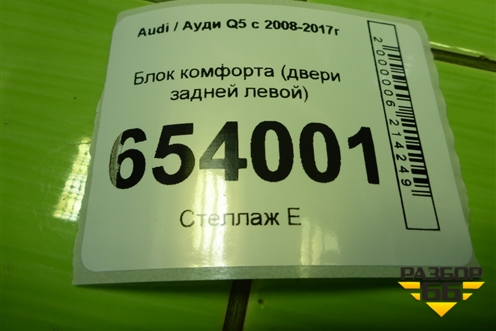 Audi / Ауди Q5 с 2008-2017г
Блок комфорта (двери
задней левой)
654001
Стеллаж Е
2000006214249
РАЗБОР
66